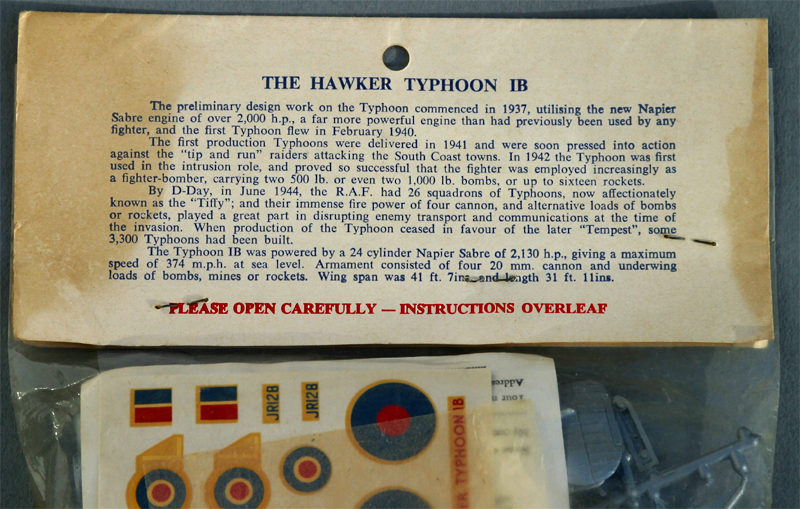 THE HAWKER TYPHOON IB
The preliminary design work on the Typhoon commenced in 1937, utilising the new Napier
Sabre engine of over 2,000 h.p., a far more powerful engine than had previously been used by any
fighter, and the first Typhoon flew in February 1940.
The first production Typhoons were delivered in 1941 and were soon pressed into action
against the "tip and run" raiders attacking the South Coast towns. In 1942 the Typhoon was first
used in the intrusion role, and proved so successful that the fighter was employed increasingly as
a fighter-bomber, carrying two 500 lb. or even two 1,000 lb. bombs, or up to sixteen rockets.
By D-Day, in June 1944, the R.A.F. had 26 squadrons of Typhoons, now affectionately
known as the "Tiffy"; and their immense fire power of four cannon, and alternative loads of bombs
or rockets, played a great part in disrupting enemy transport and communications at the time of
the invasion. When production of the Typhoon ceased in favour of the later "Tempest", some
3,300 Typhoons had been built.
The Typhoon IB was powered by a 24 cylinder Napier Sabre of 2,130 h.p., giving a maximum
speed of 374 m.p.h. at sea level. Armament consisted of four 20 mm. cannon and underwing
loads of bombs, mines or rockets. Wing span was 41 ft. 7ins. and length 31 ft. 11ins.
PLEASE OPEN CAREFULLY — INSTRUCTIONS OVERLEAF
JR128
JR128
TYPHOON IB
Address